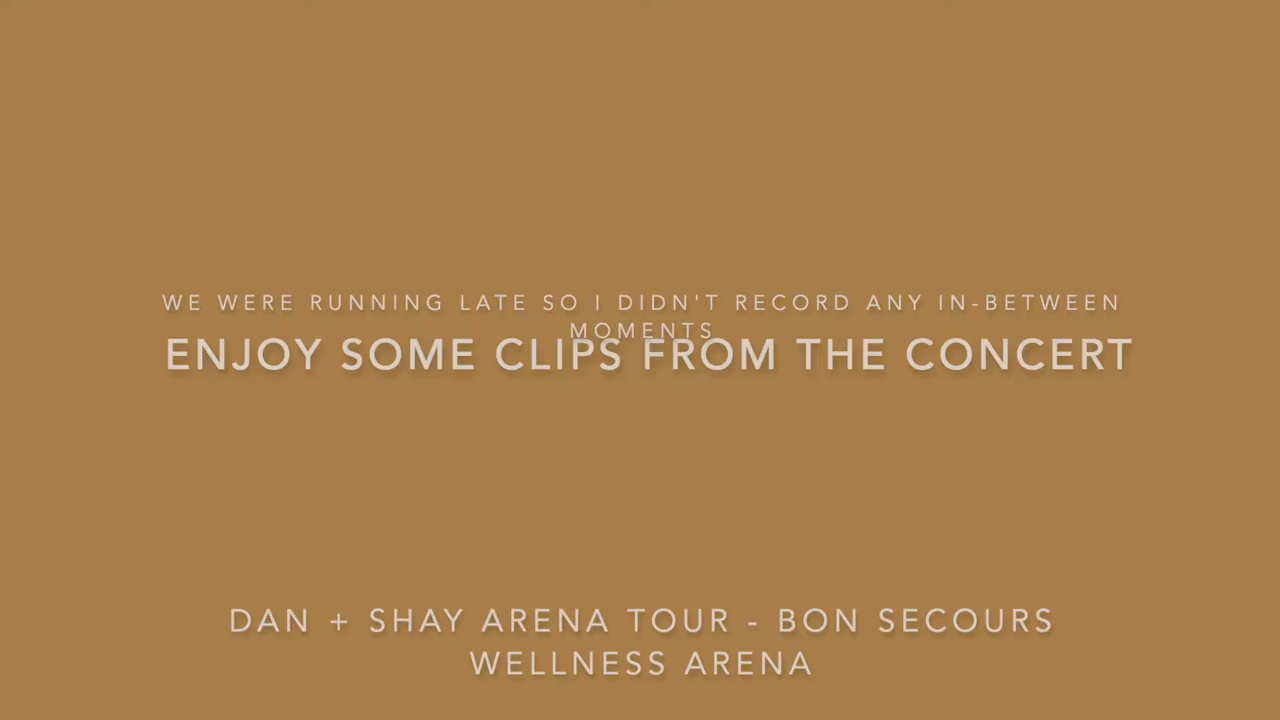 WE WERE RUNNING LATE SO I DIDN'T RECORD ANY IN-BETWEEN
MOMENTS
ENJOY SOME CLIPS FROM THE CONCERT
DAN + SHAY ARENA TOUR - BON SECOURS
WELLNESS ARENA